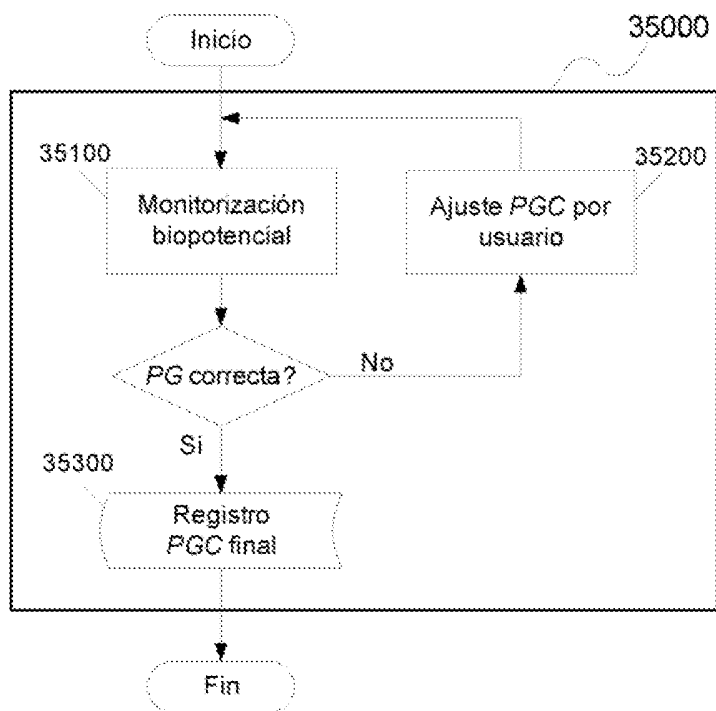 Inicio
35000
35100
Monitorización
biopotencial
35200
Ajuste PGC por
usuario
PG correcta?
No
Si
35300
Registro
PGC final
Fin